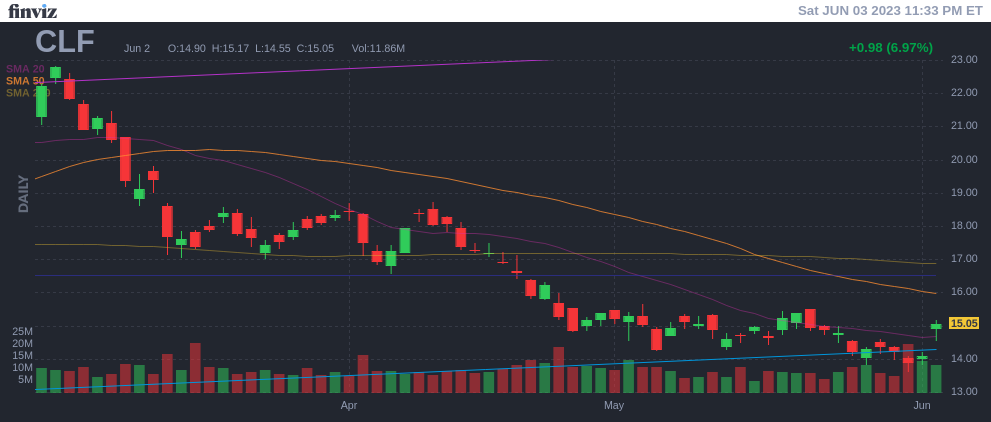 finviz
Sat JUN 03 2023 11:33 PM ET
CLF
Jun 2 O:14.90 H:15.17 L:14.55 C:15.05 Vol:11.86M
+0.98 (6.97%)
SMA 20
SMA 50
SMA 200
DAILY
23.00
22.00
21.00
20.00
19.00
18.00
17.00
16.00
15.05
14.00
13.00
25M
20M
15M
10M
5M
Apr
May
Jun